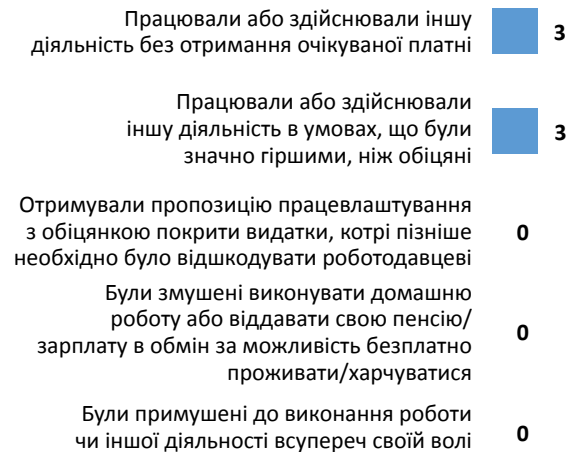 Працювали або здійснювали іншу
діяльність без отримання очікуваної платні
3
Працювали або здійснювали
іншу діяльність в умовах, що були
значно гіршими, ніж обіцяні
3
Отримували пропозицію працевлаштування
з обіцянкою покрити видатки, котрі пізніше
необхідно було відшкодувати роботодавцеві
0
Були змушені виконувати домашню
роботу або віддавати свою пенсію/
зарплату в обмін за можливість безплатно
проживати/харчуватися
0
Були примушені до виконання роботи
чи іншої діяльності всупереч своїй волі
0